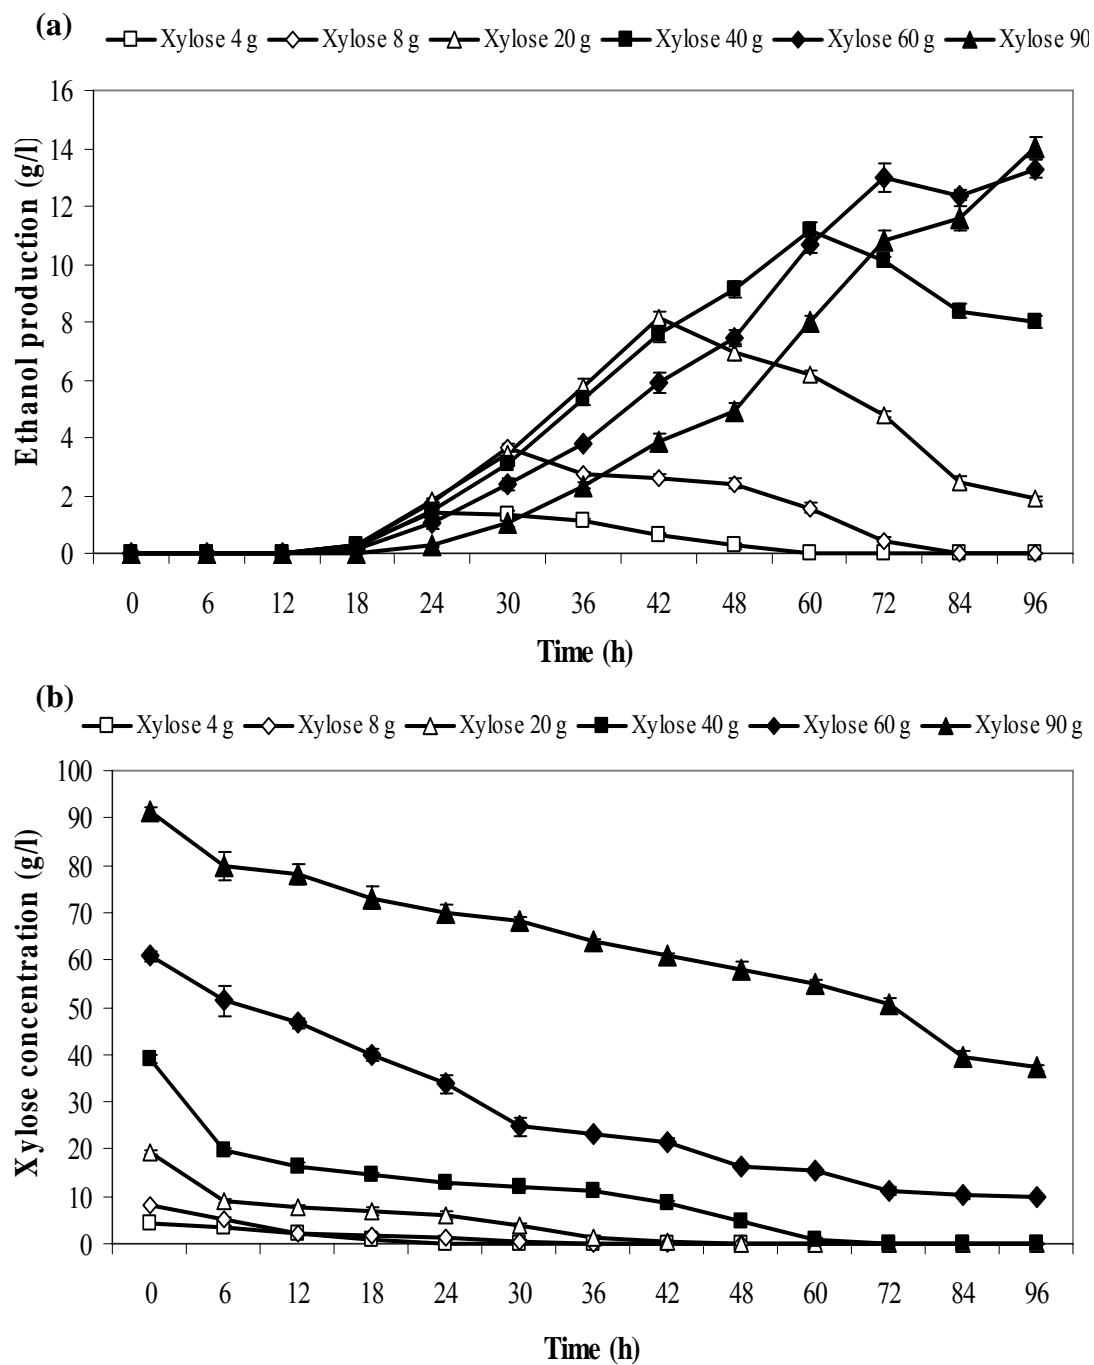 (a)
Xylose 4 g Xylose 8 g Xylose 20 g Xylose 40 g Xylose 60 g Xylose 90
16
14
12
10
8
6
4
2
0
Ethanol production (g/l)
0 6 12 18 24 30 36 42 48 60 72 84 96
Time (h)
(b)
Xylose 4 g Xylose 8 g Xylose 20 g Xylose 40 g Xylose 60 g Xylose 90 g
100
90
80
70
60
50
40
30
20
10
0
Xylose concentration (g/l)
0 6 12 18 24 30 36 42 48 60 72 84 96
Time (h)